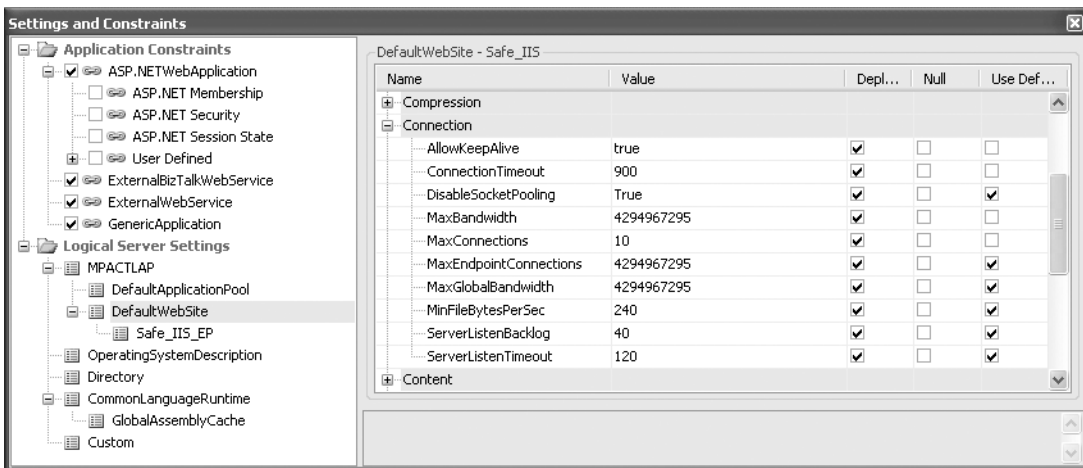 Settings and Constraints
Application Constraints
ASP.NETWebApplication
ASP.NET Membership
ASP.NET Security
ASP.NET Session State
User Defined
ExternalBizTalkWebService
ExternalWebService
GenericApplication
Logical Server Settings
MPACTLAP
DefaultApplicationPool
DefaultWebSite
Safe_IIS_EP
OperatingSystemDescription
Directory
CommonLanguageRuntime
GlobalAssemblyCache
Custom
DefaultWebSite - Safe_IIS
Name Value Depl... Null Use Def...
Compression
Connection
AllowKeepAlive true
ConnectionTimeout 900
DisableSocketPooling True
MaxBandwidth 4294967295
MaxConnections 10
MaxEndpointConnections 4294967295
MaxGlobalBandwidth 4294967295
MinFileBytesPerSec 240
ServerListenBacklog 40
ServerListenTimeout 120
Content